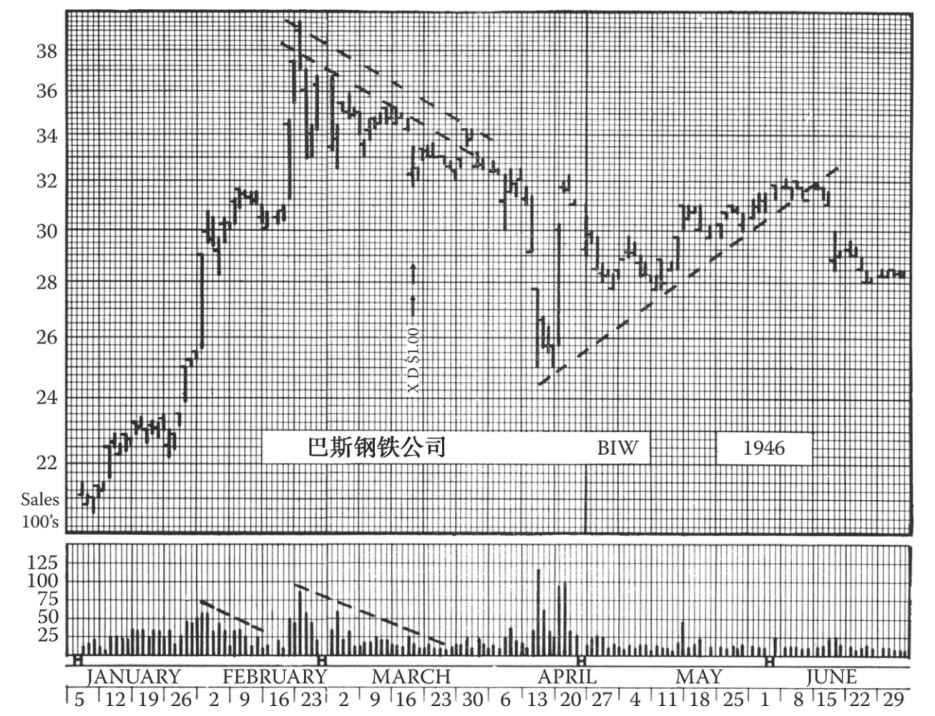 38
36
34
32
30
28
26
24
22
X D $1.00
巴斯钢铁公司 BIW 1946
Sales
100's
125
100
75
50
25
H H H H
JANUARY FEBRUARY MARCH APRIL MAY JUNE
5 12 19 26 2 9 16 23 2 9 16 23 30 6 13 20 27 4 11 18 25 1 8 15 22 29